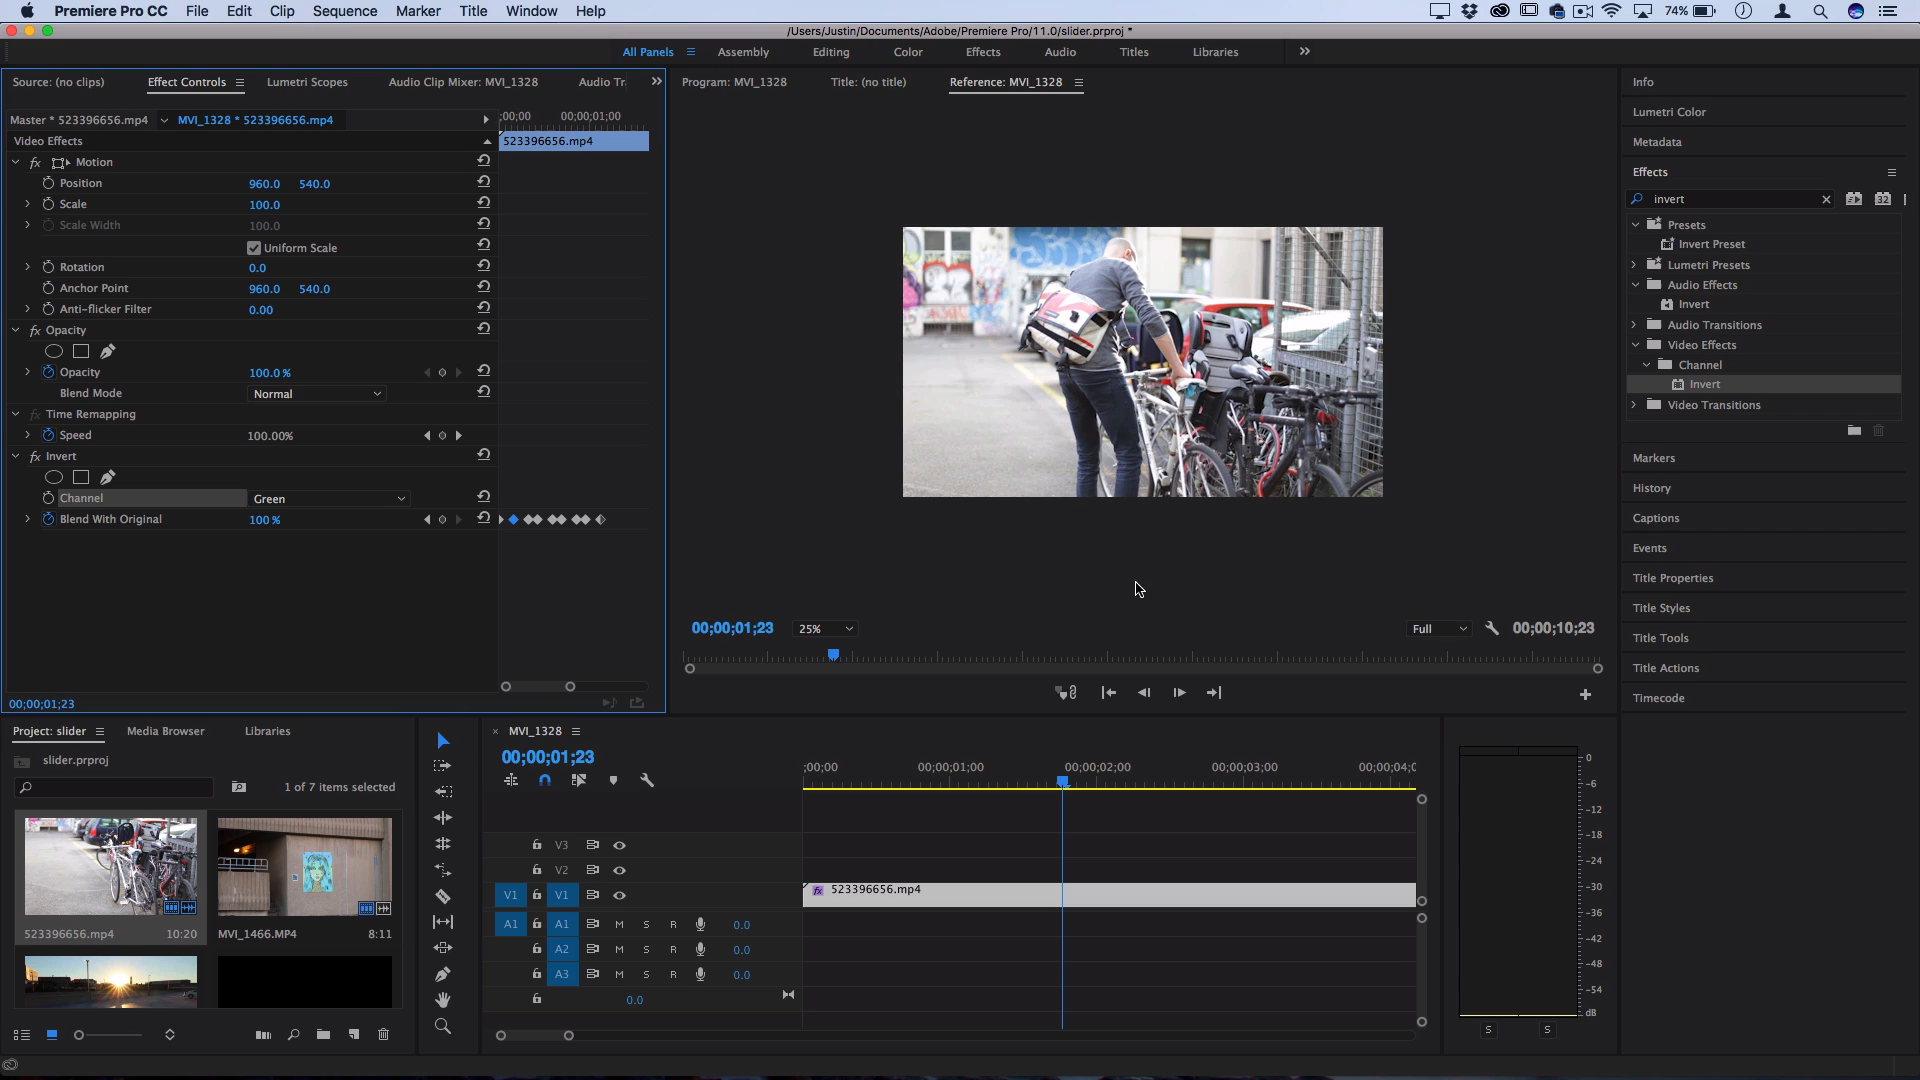 Premiere Pro CC File Edit Clip Sequence Marker Title Window Help 74%
/Users/Justin/Documents/Adobe/Premiere Pro/11.0/slider.prproj *
All Panels Assembly Editing Color Effects Audio Titles Libraries
Source: (no clips) Effect Controls Lumetri Scopes Audio Clip Mixer: MVI_1328 Audio Tr
Master * 523396656.mp4 MVI_1328 * 523396656.mp4 ;00;00 00;00;01;00
Video Effects 523396656.mp4
fx Motion
Position 960.0 540.0
Scale 100.0
Scale Width 100.0
Uniform Scale
Rotation 0.0
Anchor Point 960.0 540.0
Anti-flicker Filter 0.00
fx Opacity
Opacity 100.0 %
Blend Mode Normal
fx Time Remapping
Speed 100.00%
fx Invert
Channel Green
Blend With Original 100 %
00;00;01;23
Program: MVI_1328 Title: (no title) Reference: MVI_1328
00;00;01;23 25% Full 00;00;10;23
Info
Lumetri Color
Metadata
Effects
invert 32
Presets
Invert Preset
Lumetri Presets
Audio Effects
Invert
Audio Transitions
Video Effects
Channel
Invert
Video Transitions
Markers
History
Captions
Events
Title Properties
Title Styles
Title Tools
Title Actions
Timecode
Project: slider Media Browser Libraries
slider.prproj
1 of 7 items selected
523396656.mp4 10:20 MVI_1466.MP4 8:11
× MVI_1328
00;00;01;23
;00;00 00;00;01;00 00;00;02;00 00;00;03;00 00;00;04;0
V3
V2
V1 V1 fx 523396656.mp4
A1 A1 M S R 0.0
A2 M S R 0.0
A3 M S R 0.0
0.0
0
-6
-12
-18
-24
-30
-36
-42
-48
-54
dB
S S